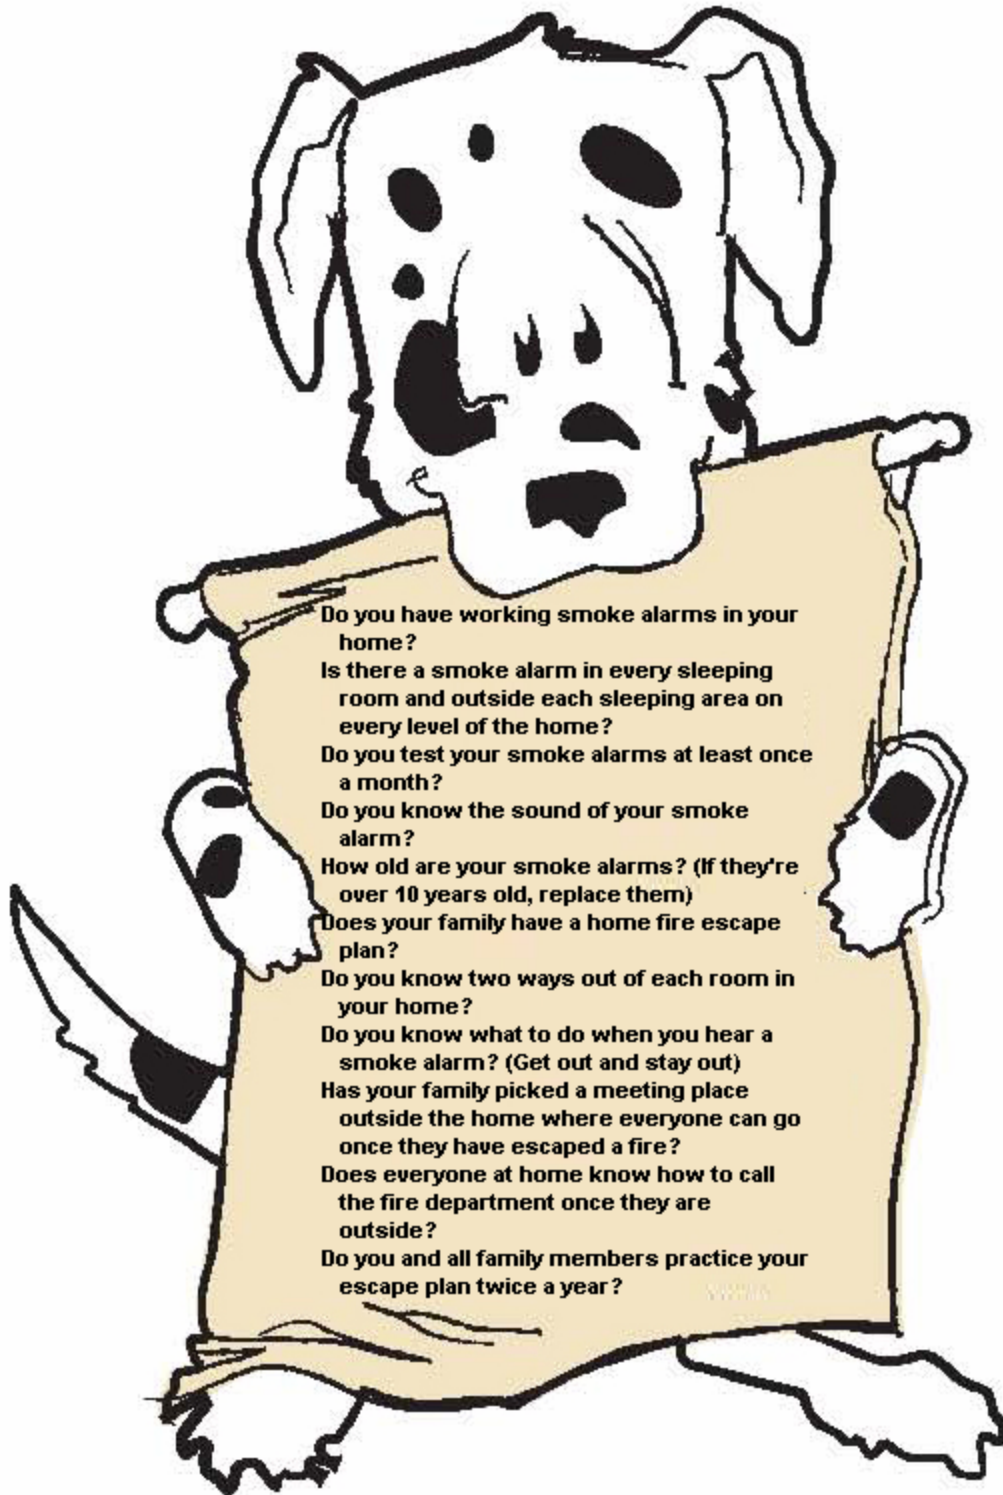 Do you have working smoke alarms in your
home?
Is there a smoke alarm in every sleeping
room and outside each sleeping area on
every level of the home?
Do you test your smoke alarms at least once
a month?
Do you know the sound of your smoke
alarm?
How old are your smoke alarms? (If they're
over 10 years old, replace them)
Does your family have a home fire escape
plan?
Do you know two ways out of each room in
your home?
Do you know what to do when you hear a
smoke alarm? (Get out and stay out)
Has your family picked a meeting place
outside the home where everyone can go
once they have escaped a fire?
Does everyone at home know how to call
the fire department once they are
outside?
Do you and all family members practice your
escape plan twice a year?